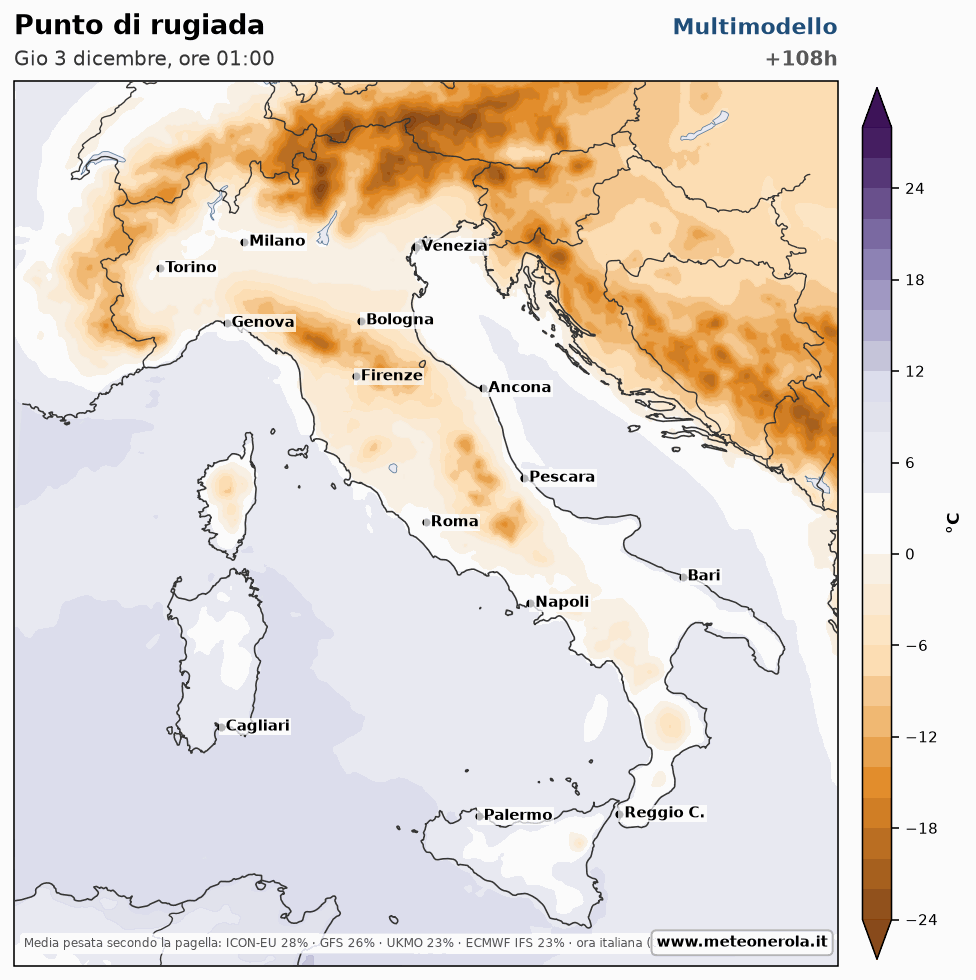 Punto di rugiada
Multimodello
Gio 3 dicembre, ore 01:00
+108h
Milano
Venezia
Torino
Genova
Bologna
Firenze
Ancona
Pescara
Roma
Bari
Napoli
Cagliari
Palermo
Reggio C.
24
18
12
6
0
−6
−12
−18
−24
°C
Media pesata secondo la pagella: ICON-EU 28% · GFS 26% · UKMO 23% · ECMWF IFS 23% · ora italiana (
www.meteonerola.it